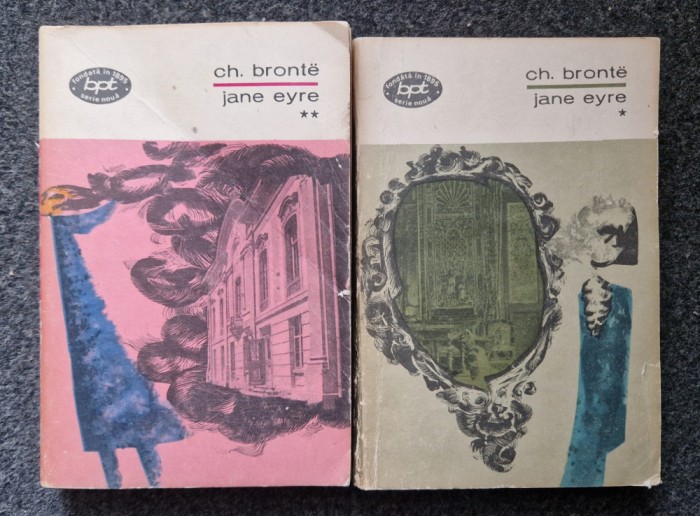 fondată în 1895
bpt
serie nouă
ch. brontë
jane eyre
**
fondată în 1895
bpt
serie nouă
ch. brontë
jane eyre
*